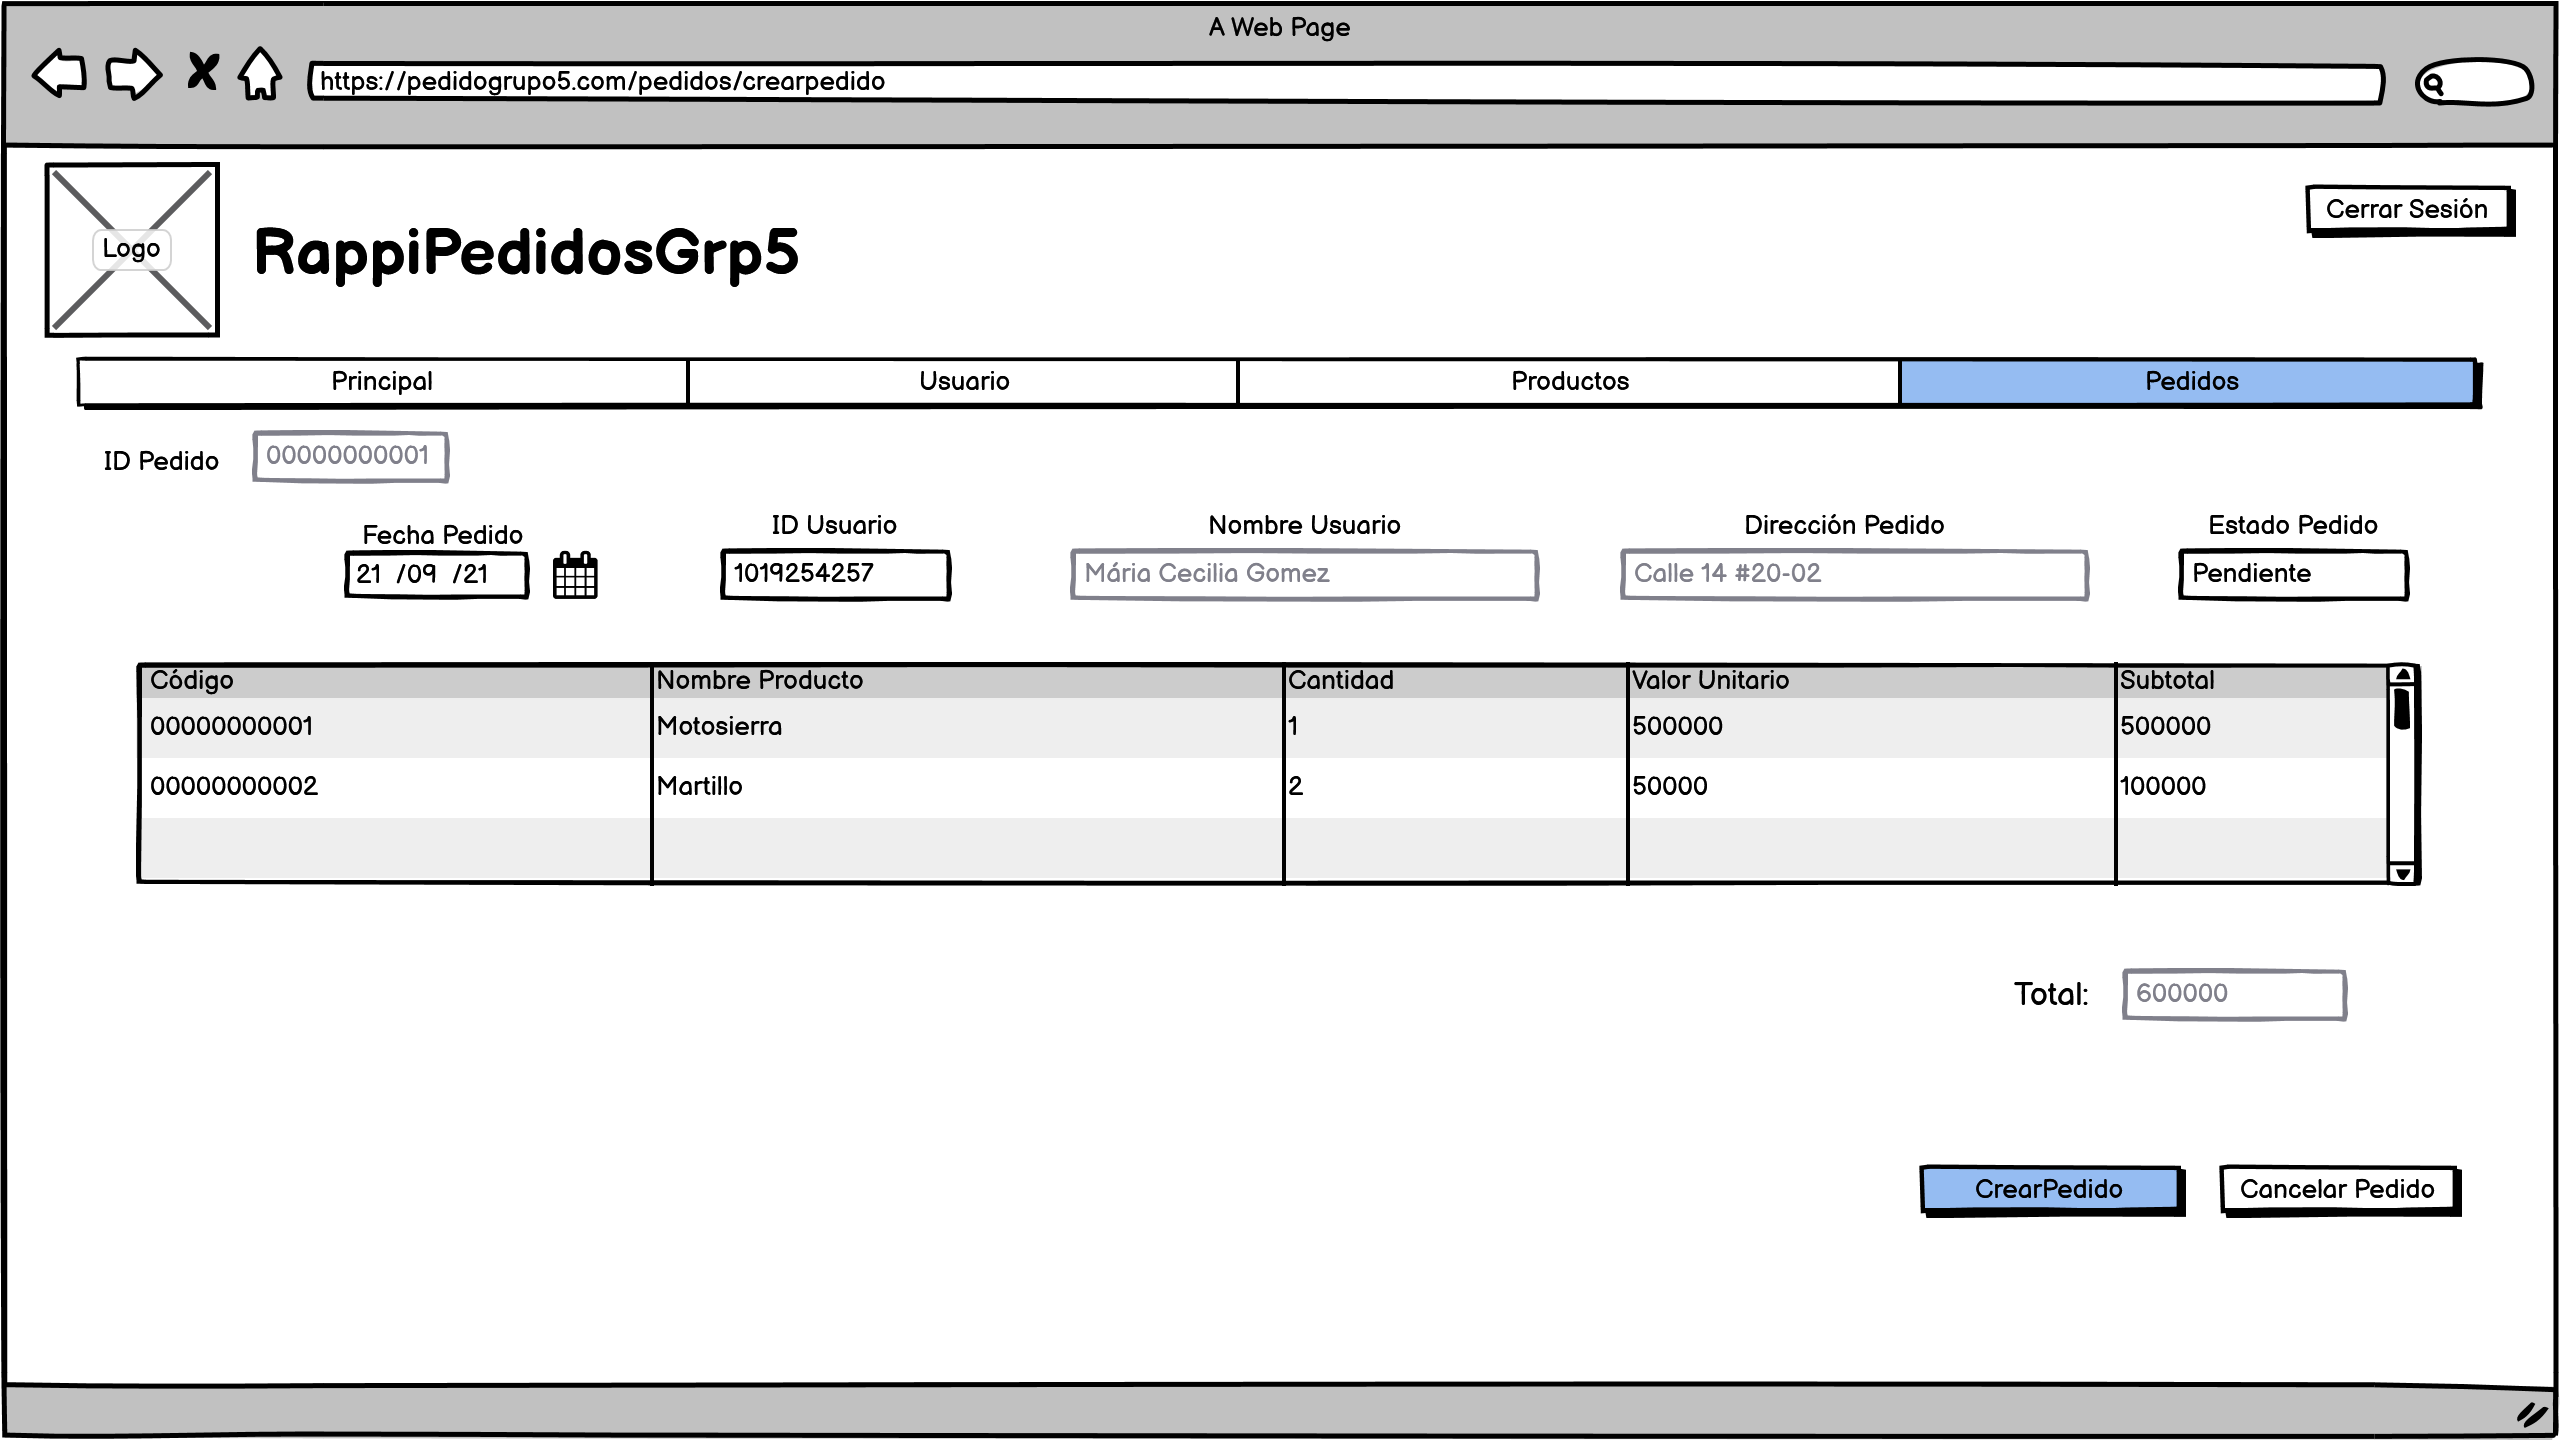 A Web Page
https://pedidogrupo5.com/pedidos/crearpedido
Logo
RappiPedidosGrp5
Cerrar Sesión
Principal Usuario Productos Pedidos
ID Pedido 00000000001
Fecha Pedido ID Usuario Nombre Usuario Dirección Pedido Estado Pedido
21 /09 /21 1019254257 Mária Cecilia Gomez Calle 14 #20-02 Pendiente
Código Nombre Producto Cantidad Valor Unitario Subtotal
00000000001 Motosierra 1 500000 500000
00000000002 Martillo 2 50000 100000
Total: 600000
CrearPedido Cancelar Pedido